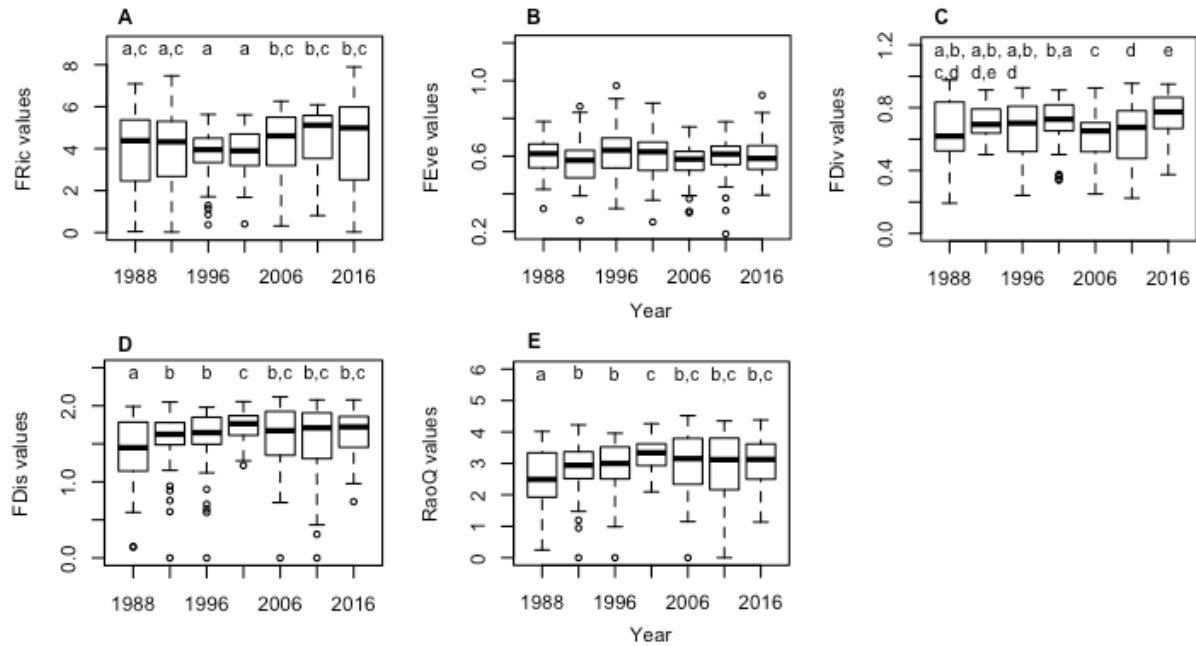 A
a,c a,c a a b,c b,c b,c
FRic values
8
6
4
2
0
1988 1996 2006 2016
B
FEve values
1.0
0.6
0.2
1988 1996 2006 2016
Year
C
a,b, a,b, a,b, b,a c d e
c,d d,e d
FDiv values
1.2
0.8
0.4
0.0
1988 1996 2006 2016
D
a b b c b,c b,c b,c
FDis values
2.0
1.0
0.0
1988 1996 2006 2016
E
a b b c b,c b,c b,c
RaoQ values
6
5
4
3
2
1
0
1988 1996 2006 2016
Year